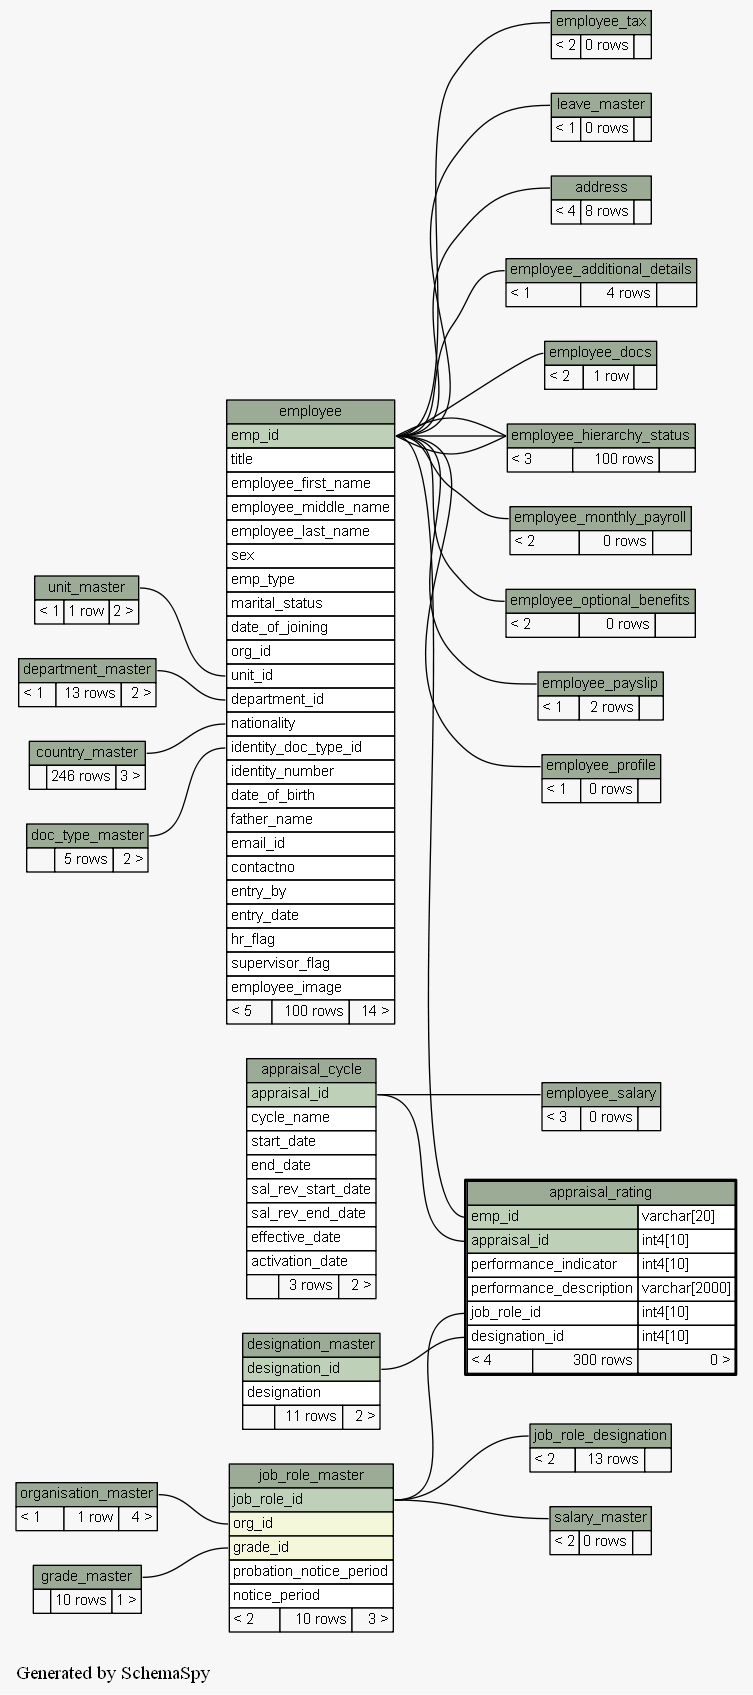 employee_tax
< 2 0 rows
leave_master
< 1 0 rows
address
< 4 8 rows
employee_additional_details
< 1 4 rows
employee_docs
< 2 1 row
employee_hierarchy_status
< 3 100 rows
employee_monthly_payroll
< 2 0 rows
employee_optional_benefits
< 2 0 rows
employee_payslip
< 1 2 rows
employee_profile
< 1 0 rows
employee
emp_id
title
employee_first_name
employee_middle_name
employee_last_name
sex
emp_type
marital_status
date_of_joining
org_id
unit_id
department_id
nationality
identity_doc_type_id
identity_number
date_of_birth
father_name
email_id
contactno
entry_by
entry_date
hr_flag
supervisor_flag
employee_image
< 5 100 rows 14 >
unit_master
< 1 1 row 2 >
department_master
< 1 13 rows 2 >
country_master
246 rows 3 >
doc_type_master
5 rows 2 >
appraisal_cycle
appraisal_id
cycle_name
start_date
end_date
sal_rev_start_date
sal_rev_end_date
effective_date
activation_date
3 rows 2 >
employee_salary
< 3 0 rows
appraisal_rating
emp_id varchar[20]
appraisal_id int4[10]
performance_indicator int4[10]
performance_description varchar[2000]
job_role_id int4[10]
designation_id int4[10]
< 4 300 rows 0 >
designation_master
designation_id
designation
11 rows 2 >
job_role_designation
< 2 13 rows
salary_master
< 2 0 rows
job_role_master
job_role_id
org_id
grade_id
probation_notice_period
notice_period
< 2 10 rows 3 >
organisation_master
< 1 1 row 4 >
grade_master
10 rows 1 >
Generated by SchemaSpy